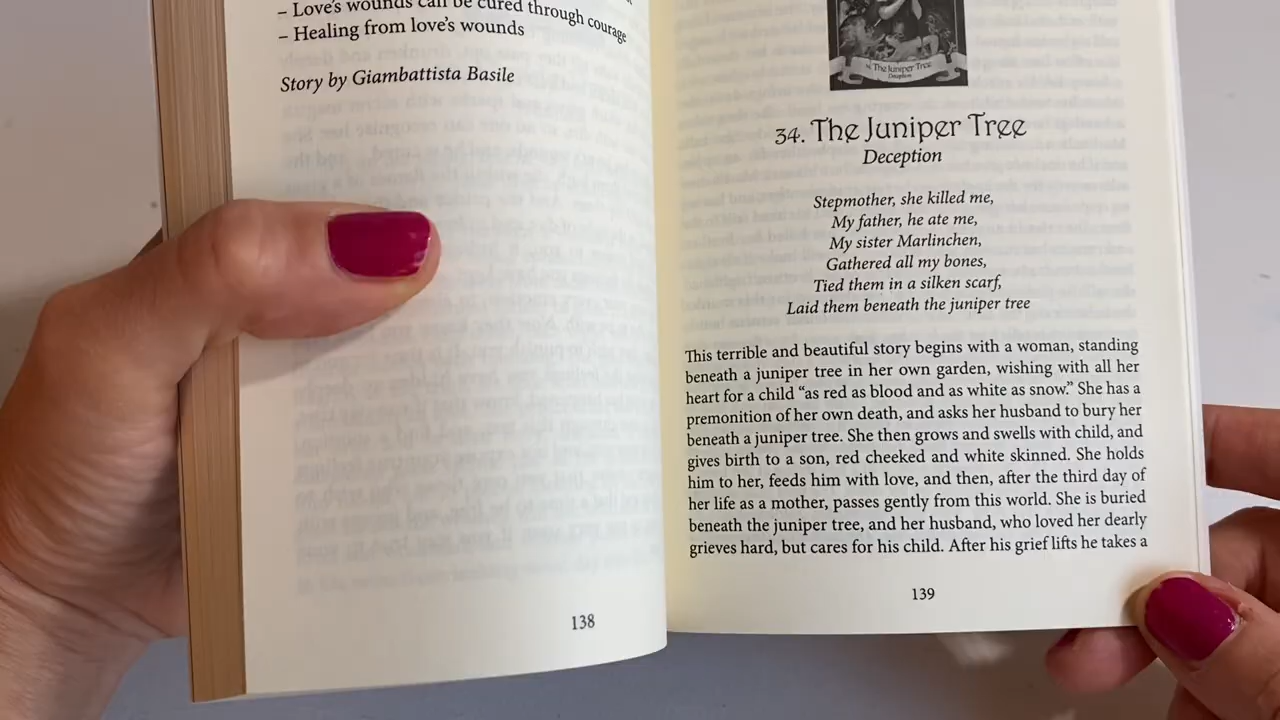 – Love's wounds can be cured through courage
– Healing from love's wounds
Story by Giambattista Basile
138
The Juniper Tree
Deception
34. The Juniper Tree
Deception
Stepmother, she killed me,
My father, he ate me,
My sister Marlinchen,
Gathered all my bones,
Tied them in a silken scarf,
Laid them beneath the juniper tree
This terrible and beautiful story begins with a woman, standing
beneath a juniper tree in her own garden, wishing with all her
heart for a child “as red as blood and as white as snow.” She has a
premonition of her own death, and asks her husband to bury her
beneath a juniper tree. She then grows and swells with child, and
gives birth to a son, red cheeked and white skinned. She holds
him to her, feeds him with love, and then, after the third day of
her life as a mother, passes gently from this world. She is buried
beneath the juniper tree, and her husband, who loved her dearly
grieves hard, but cares for his child. After his grief lifts he takes a
139